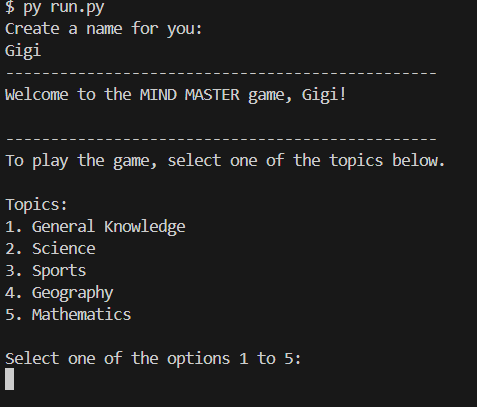 $ py run.py
Create a name for you:
Gigi
------------------------------------------------
Welcome to the MIND MASTER game, Gigi!
------------------------------------------------
To play the game, select one of the topics below.
Topics:
1. General Knowledge
2. Science
3. Sports
4. Geography
5. Mathematics
Select one of the options 1 to 5: